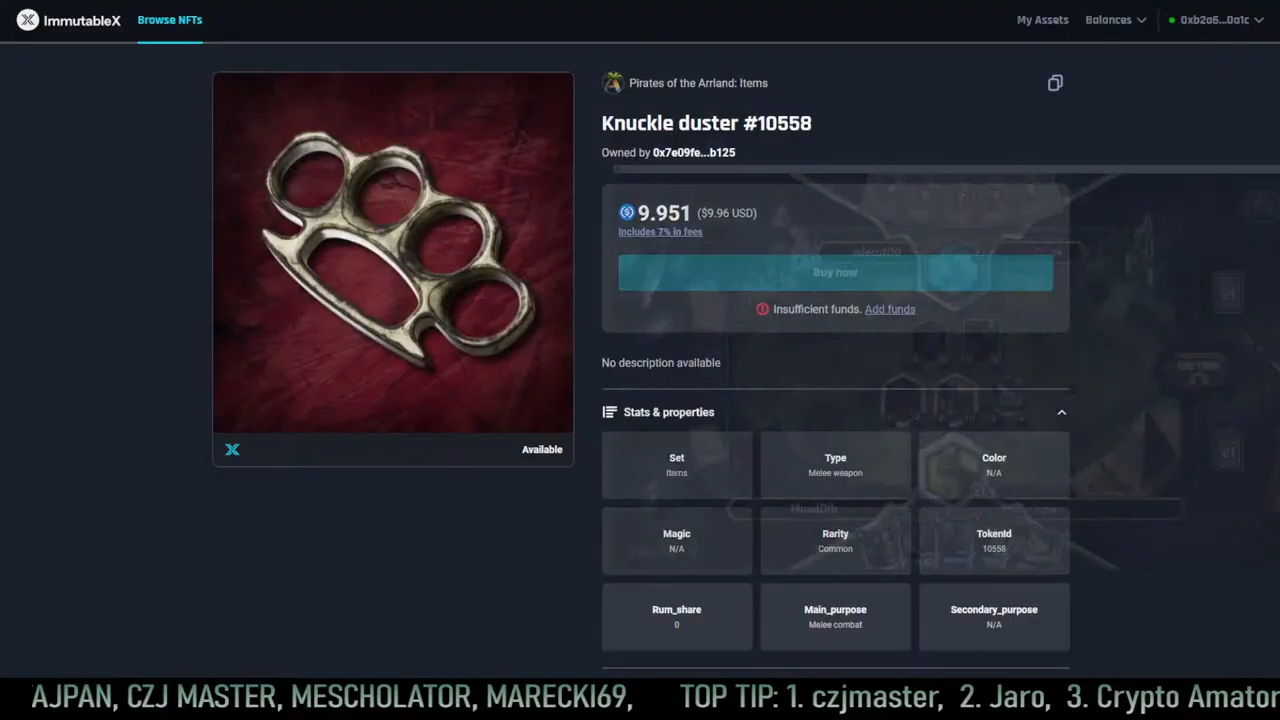 ImmutableX
Browse NFTs
My Assets
Balances
0xb2a6...0a1c
Pirates of the Arrland: Items
Knuckle duster #10558
Owned by 0x7e09fe...b125
9.951 ($9.96 USD)
Includes 7% in fees
Buy now
Insufficient funds. Add funds
No description available
Stats & properties
Available
Set
Items
Type
Melee weapon
Color
N/A
Magic
N/A
Rarity
Common
TokenId
10558
Rum_share
0
Main_purpose
Melee combat
Secondary_purpose
N/A
MuadDib
AJPAN, CZJ MASTER, MESCHOLATOR, MARECKI69, TOP TIP: 1. czjmaster, 2. Jaro, 3. Crypto Amator